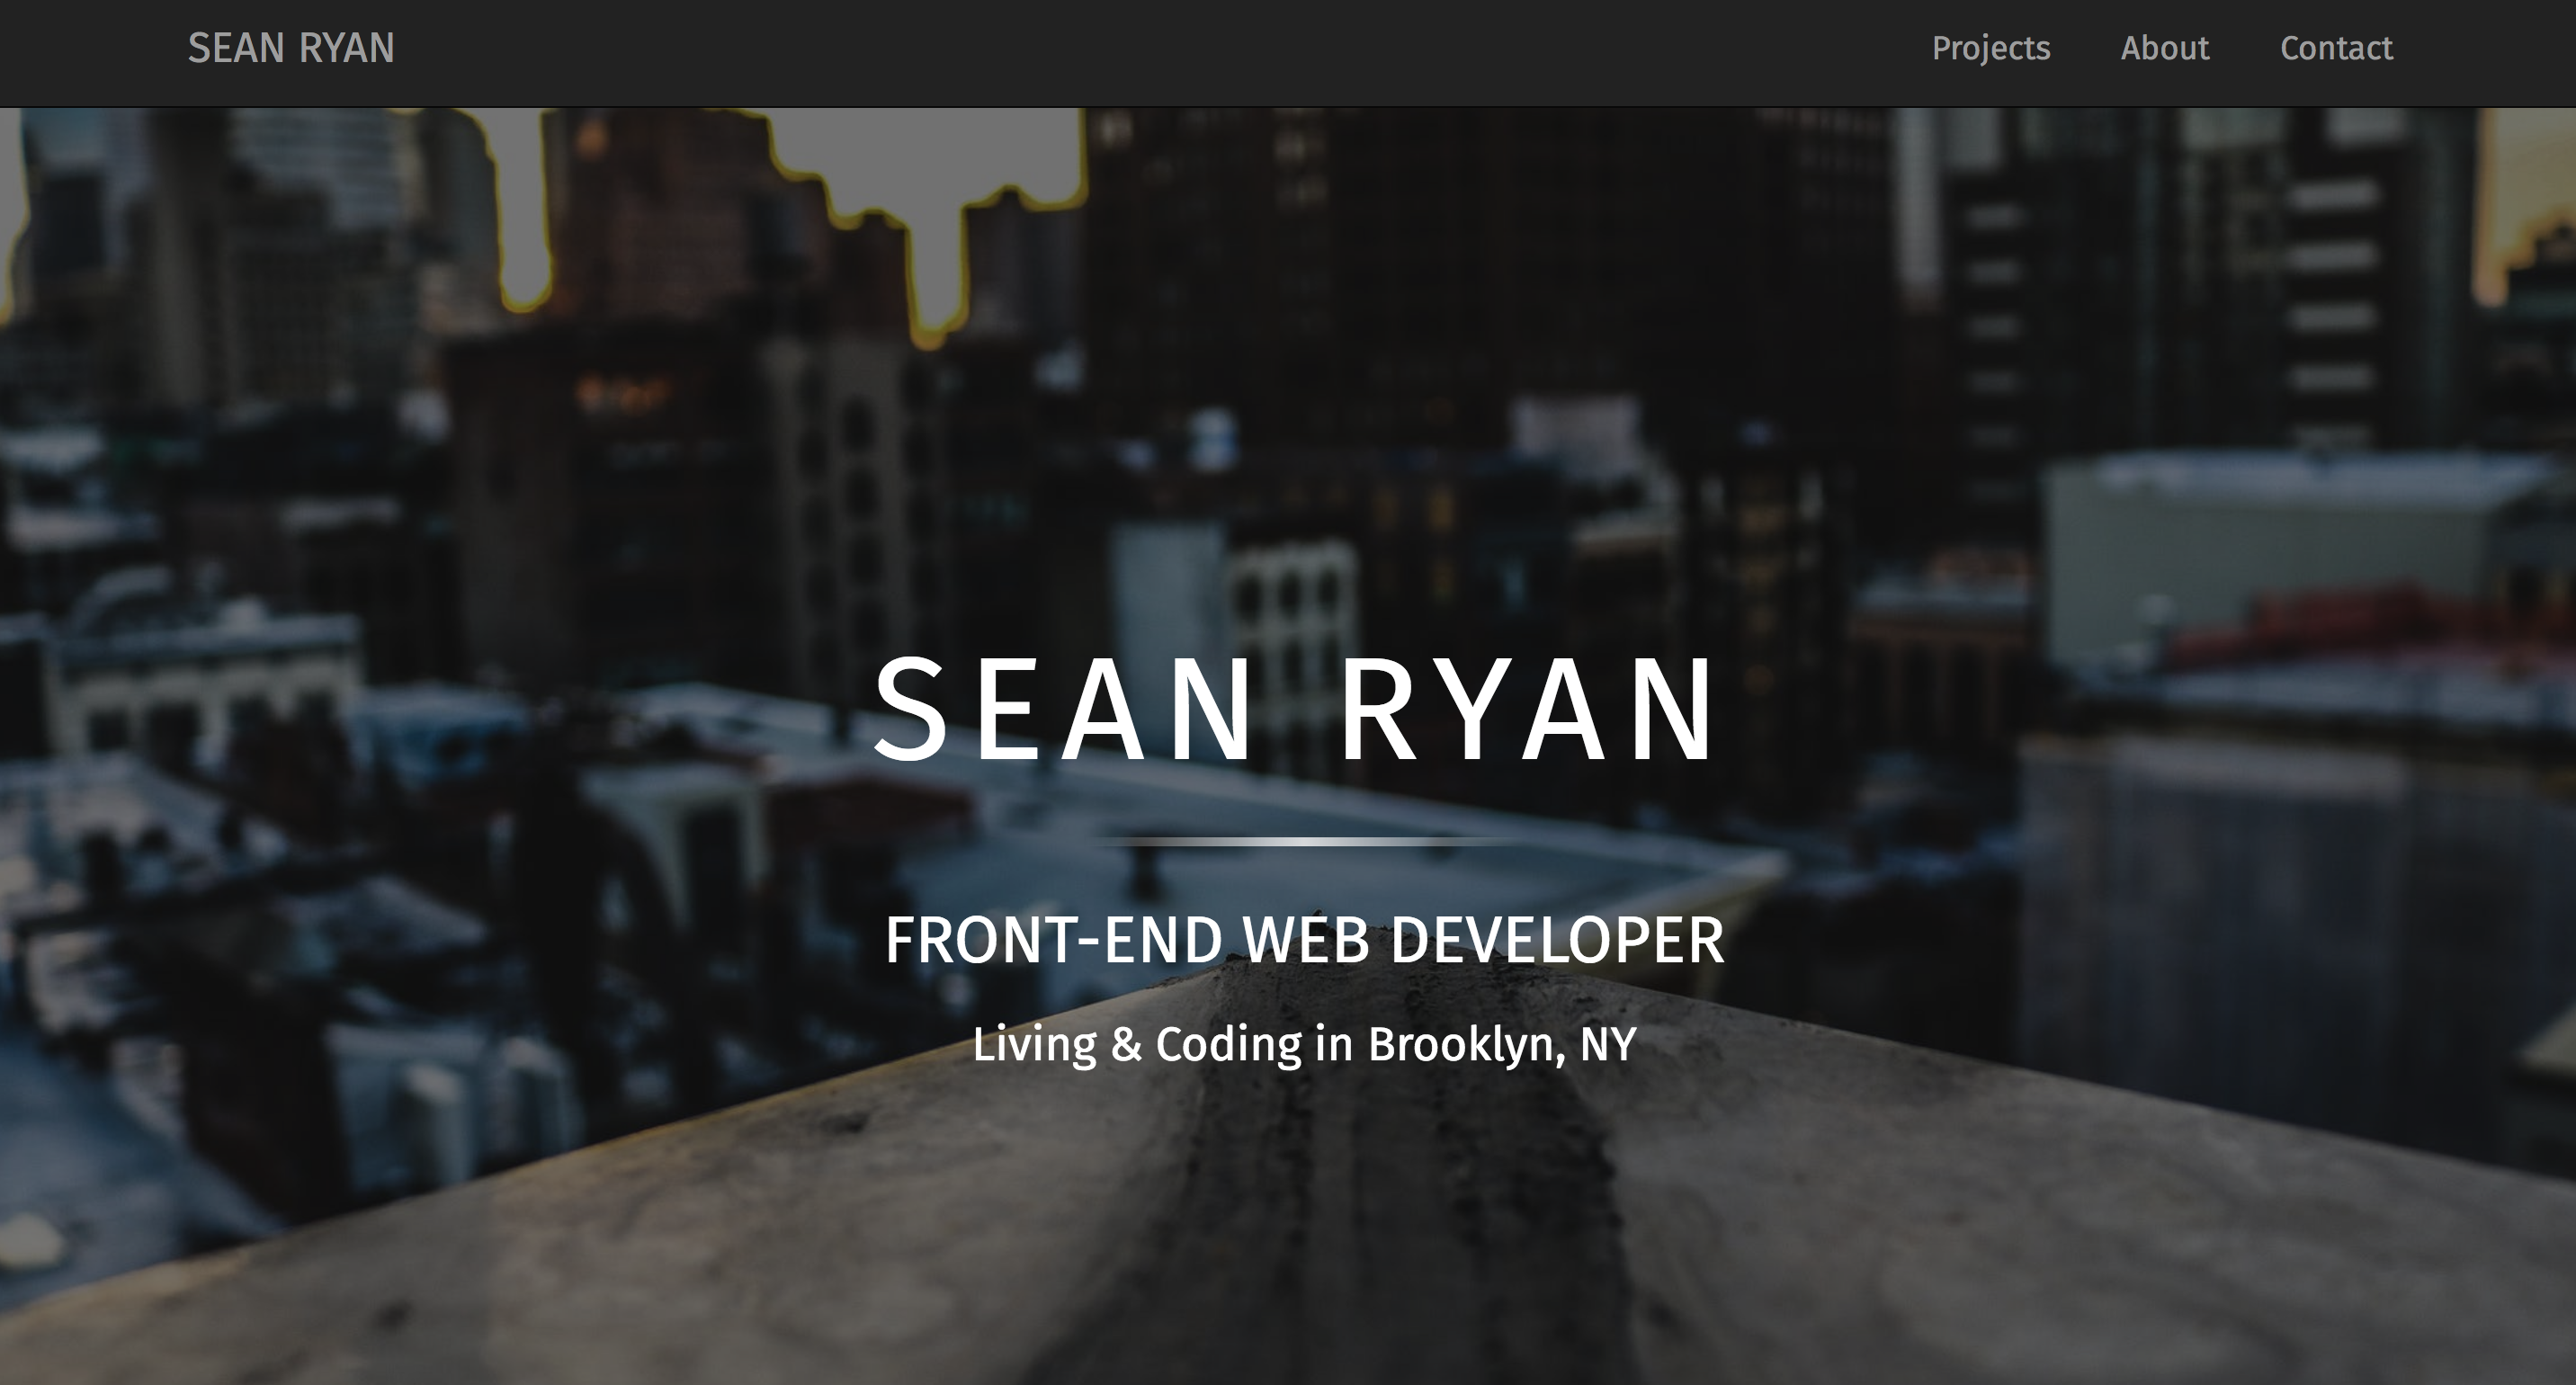 SEAN RYAN
Projects About Contact
SEAN RYAN
FRONT-END WEB DEVELOPER
Living & Coding in Brooklyn, NY